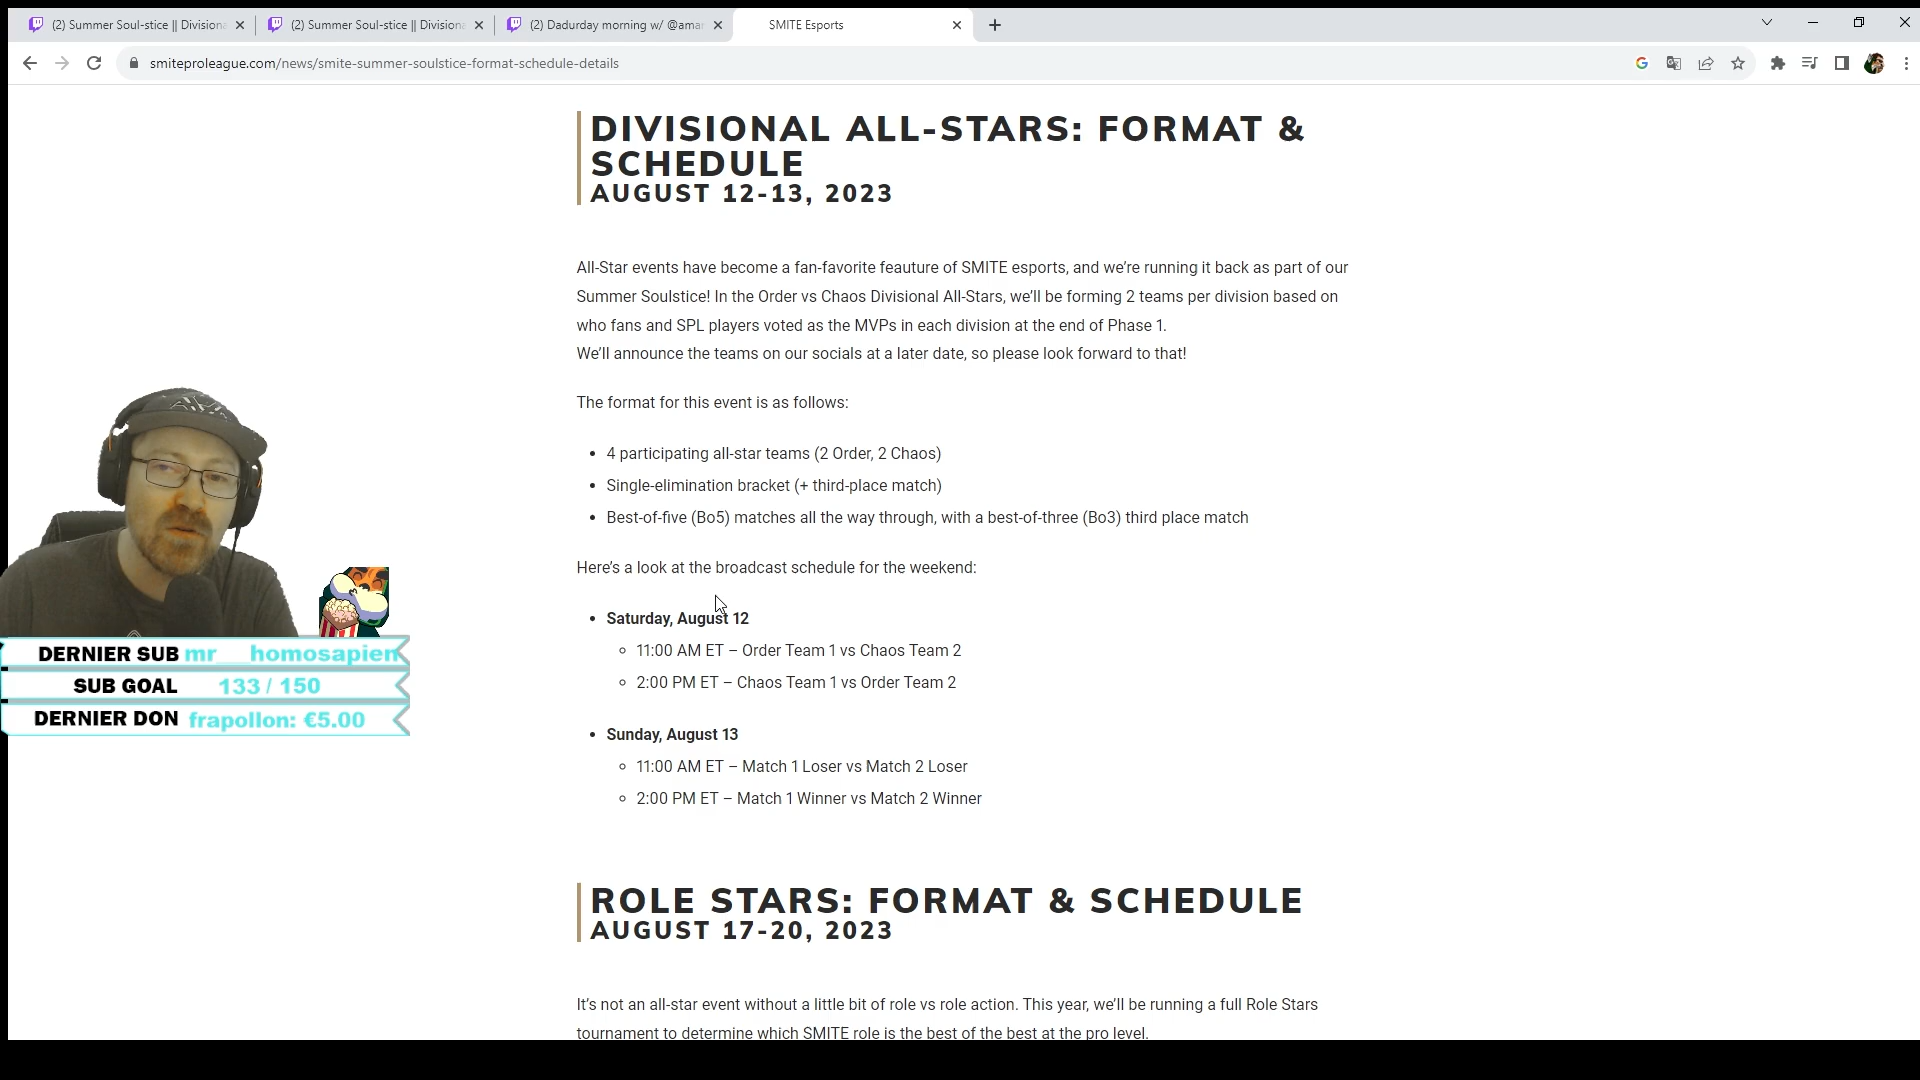 (2) Summer Soul-stice || Divisiona
(2) Summer Soul-stice || Divisiona
(2) Dadurday morning w/ @amar
SMITE Esports
smiteproleague.com/news/smite-summer-soulstice-format-schedule-details
DIVISIONAL ALL-STARS: FORMAT &
SCHEDULE
AUGUST 12-13, 2023
All-Star events have become a fan-favorite feauture of SMITE esports, and we're running it back as part of our
Summer Soulstice! In the Order vs Chaos Divisional All-Stars, we'll be forming 2 teams per division based on
who fans and SPL players voted as the MVPs in each division at the end of Phase 1.
We'll announce the teams on our socials at a later date, so please look forward to that!
The format for this event is as follows:
• 4 participating all-star teams (2 Order, 2 Chaos)
• Single-elimination bracket (+ third-place match)
• Best-of-five (Bo5) matches all the way through, with a best-of-three (Bo3) third place match
Here's a look at the broadcast schedule for the weekend:
• Saturday, August 12
◦ 11:00 AM ET – Order Team 1 vs Chaos Team 2
◦ 2:00 PM ET – Chaos Team 1 vs Order Team 2
• Sunday, August 13
◦ 11:00 AM ET – Match 1 Loser vs Match 2 Loser
◦ 2:00 PM ET – Match 1 Winner vs Match 2 Winner
ROLE STARS: FORMAT & SCHEDULE
AUGUST 17-20, 2023
It's not an all-star event without a little bit of role vs role action. This year, we'll be running a full Role Stars
tournament to determine which SMITE role is the best of the best at the pro level.
DERNIER SUB mr___homosapien
SUB GOAL 133 / 150
DERNIER DON frapollon: €5.00